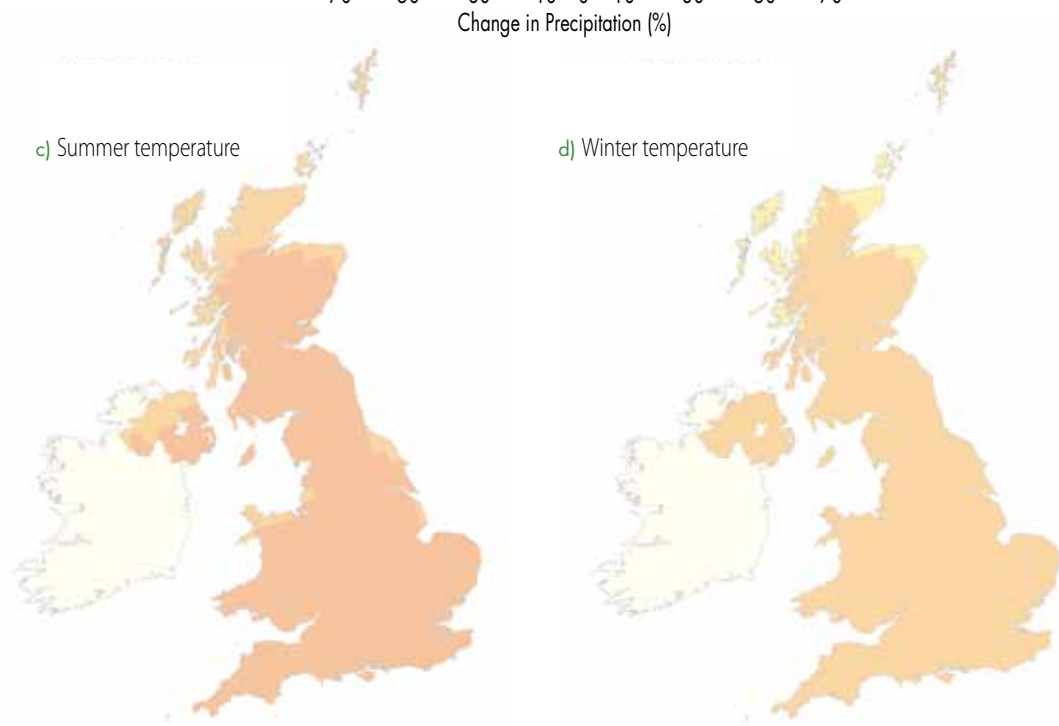 Change in Precipitation (%)
c) Summer temperature
d) Winter temperature